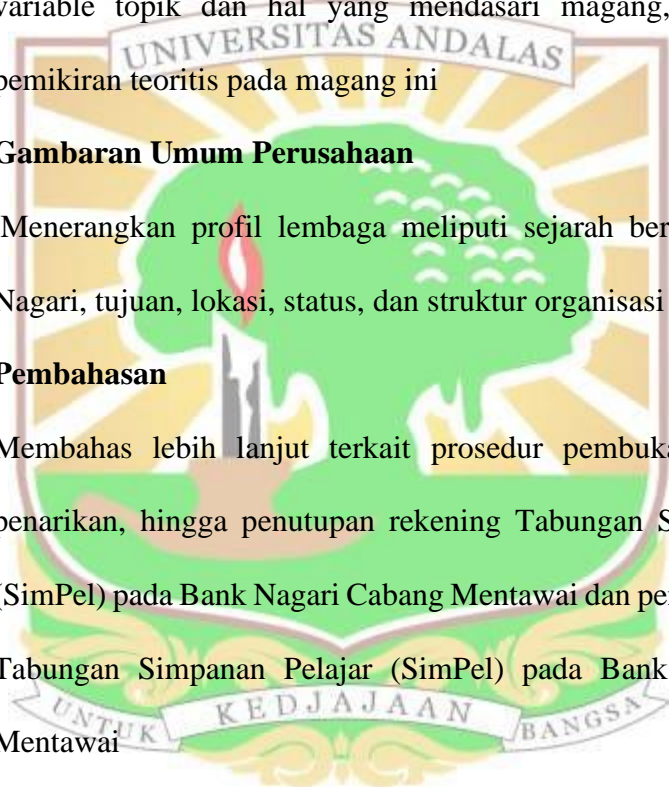 variable topik dan hal yang mendasari magang,
UNIVERSITAS ANDALAS
pemikiran teoritis pada magang ini
Gambaran Umum Perusahaan
Menerangkan profil lembaga meliputi sejarah ber
Nagari, tujuan, lokasi, status, dan struktur organisasi
Pembahasan
Membahas lebih lanjut terkait prosedur pembuka
penarikan, hingga penutupan rekening Tabungan S
(SimPel) pada Bank Nagari Cabang Mentawai dan pe
Tabungan Simpanan Pelajar (SimPel) pada Bank
UNTUK KEDJAJAAN BANGSA
Mentawai